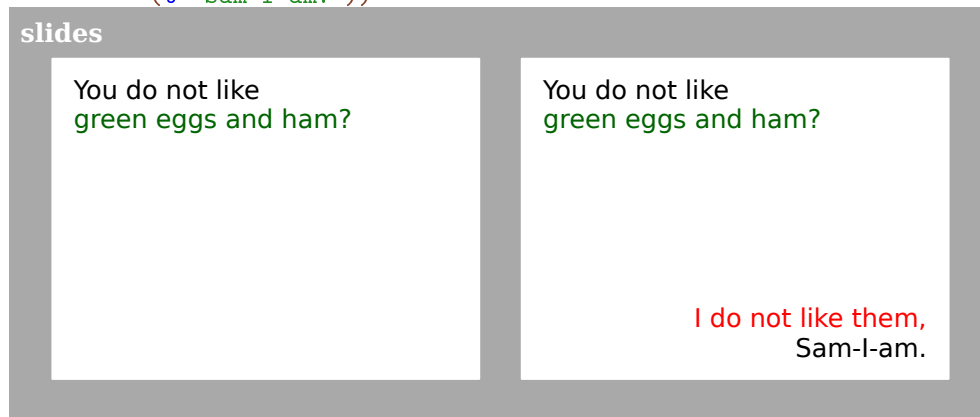 slides
You do not like
green eggs and ham?
You do not like
green eggs and ham?
I do not like them,
Sam-I-am.